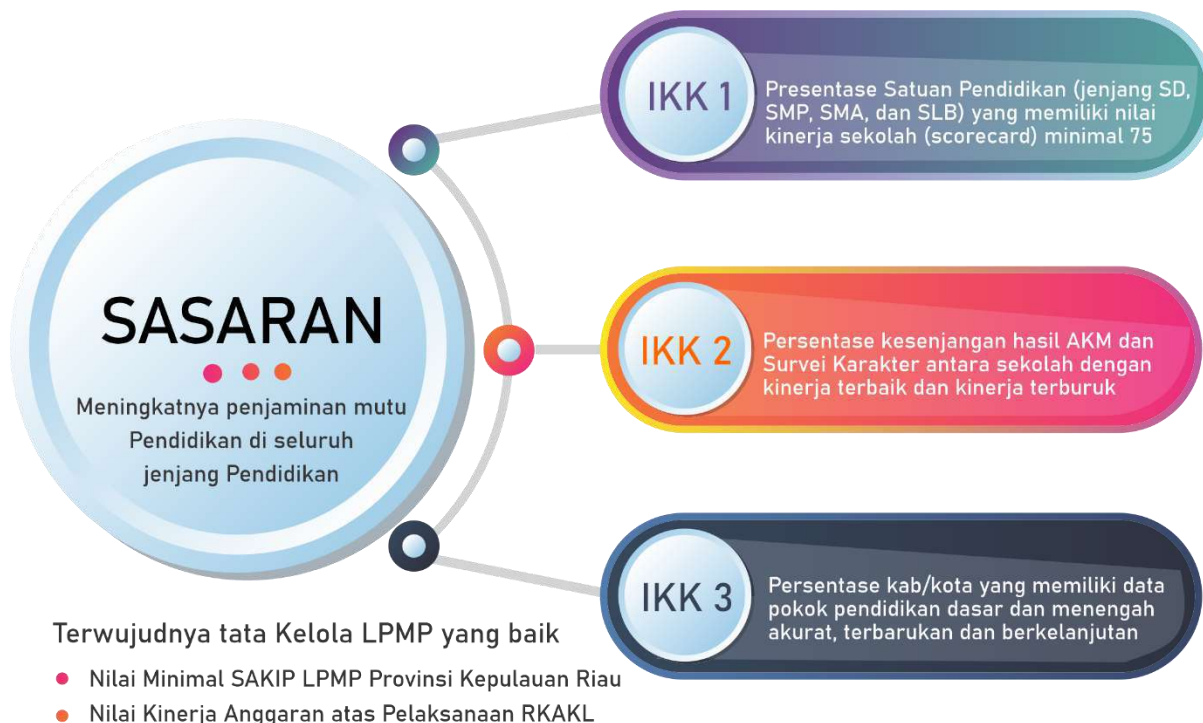 SASARAN
Meningkatnya penjaminan mutu
Pendidikan di seluruh
jenjang Pendidikan
IKK 1
Presentase Satuan Pendidikan (jenjang SD,
SMP, SMA, dan SLB) yang memiliki nilai
kinerja sekolah (scorecard) minimal 75
IKK 2
Persentase kesenjangan hasil AKM dan
Survei Karakter antara sekolah dengan
kinerja terbaik dan kinerja terburuk
IKK 3
Persentase kab/kota yang memiliki data
pokok pendidikan dasar dan menengah
akurat, terbarukan dan berkelanjutan
Terwujudnya tata Kelola LPMP yang baik
Nilai Minimal SAKIP LPMP Provinsi Kepulauan Riau
Nilai Kinerja Anggaran atas Pelaksanaan RKAKL